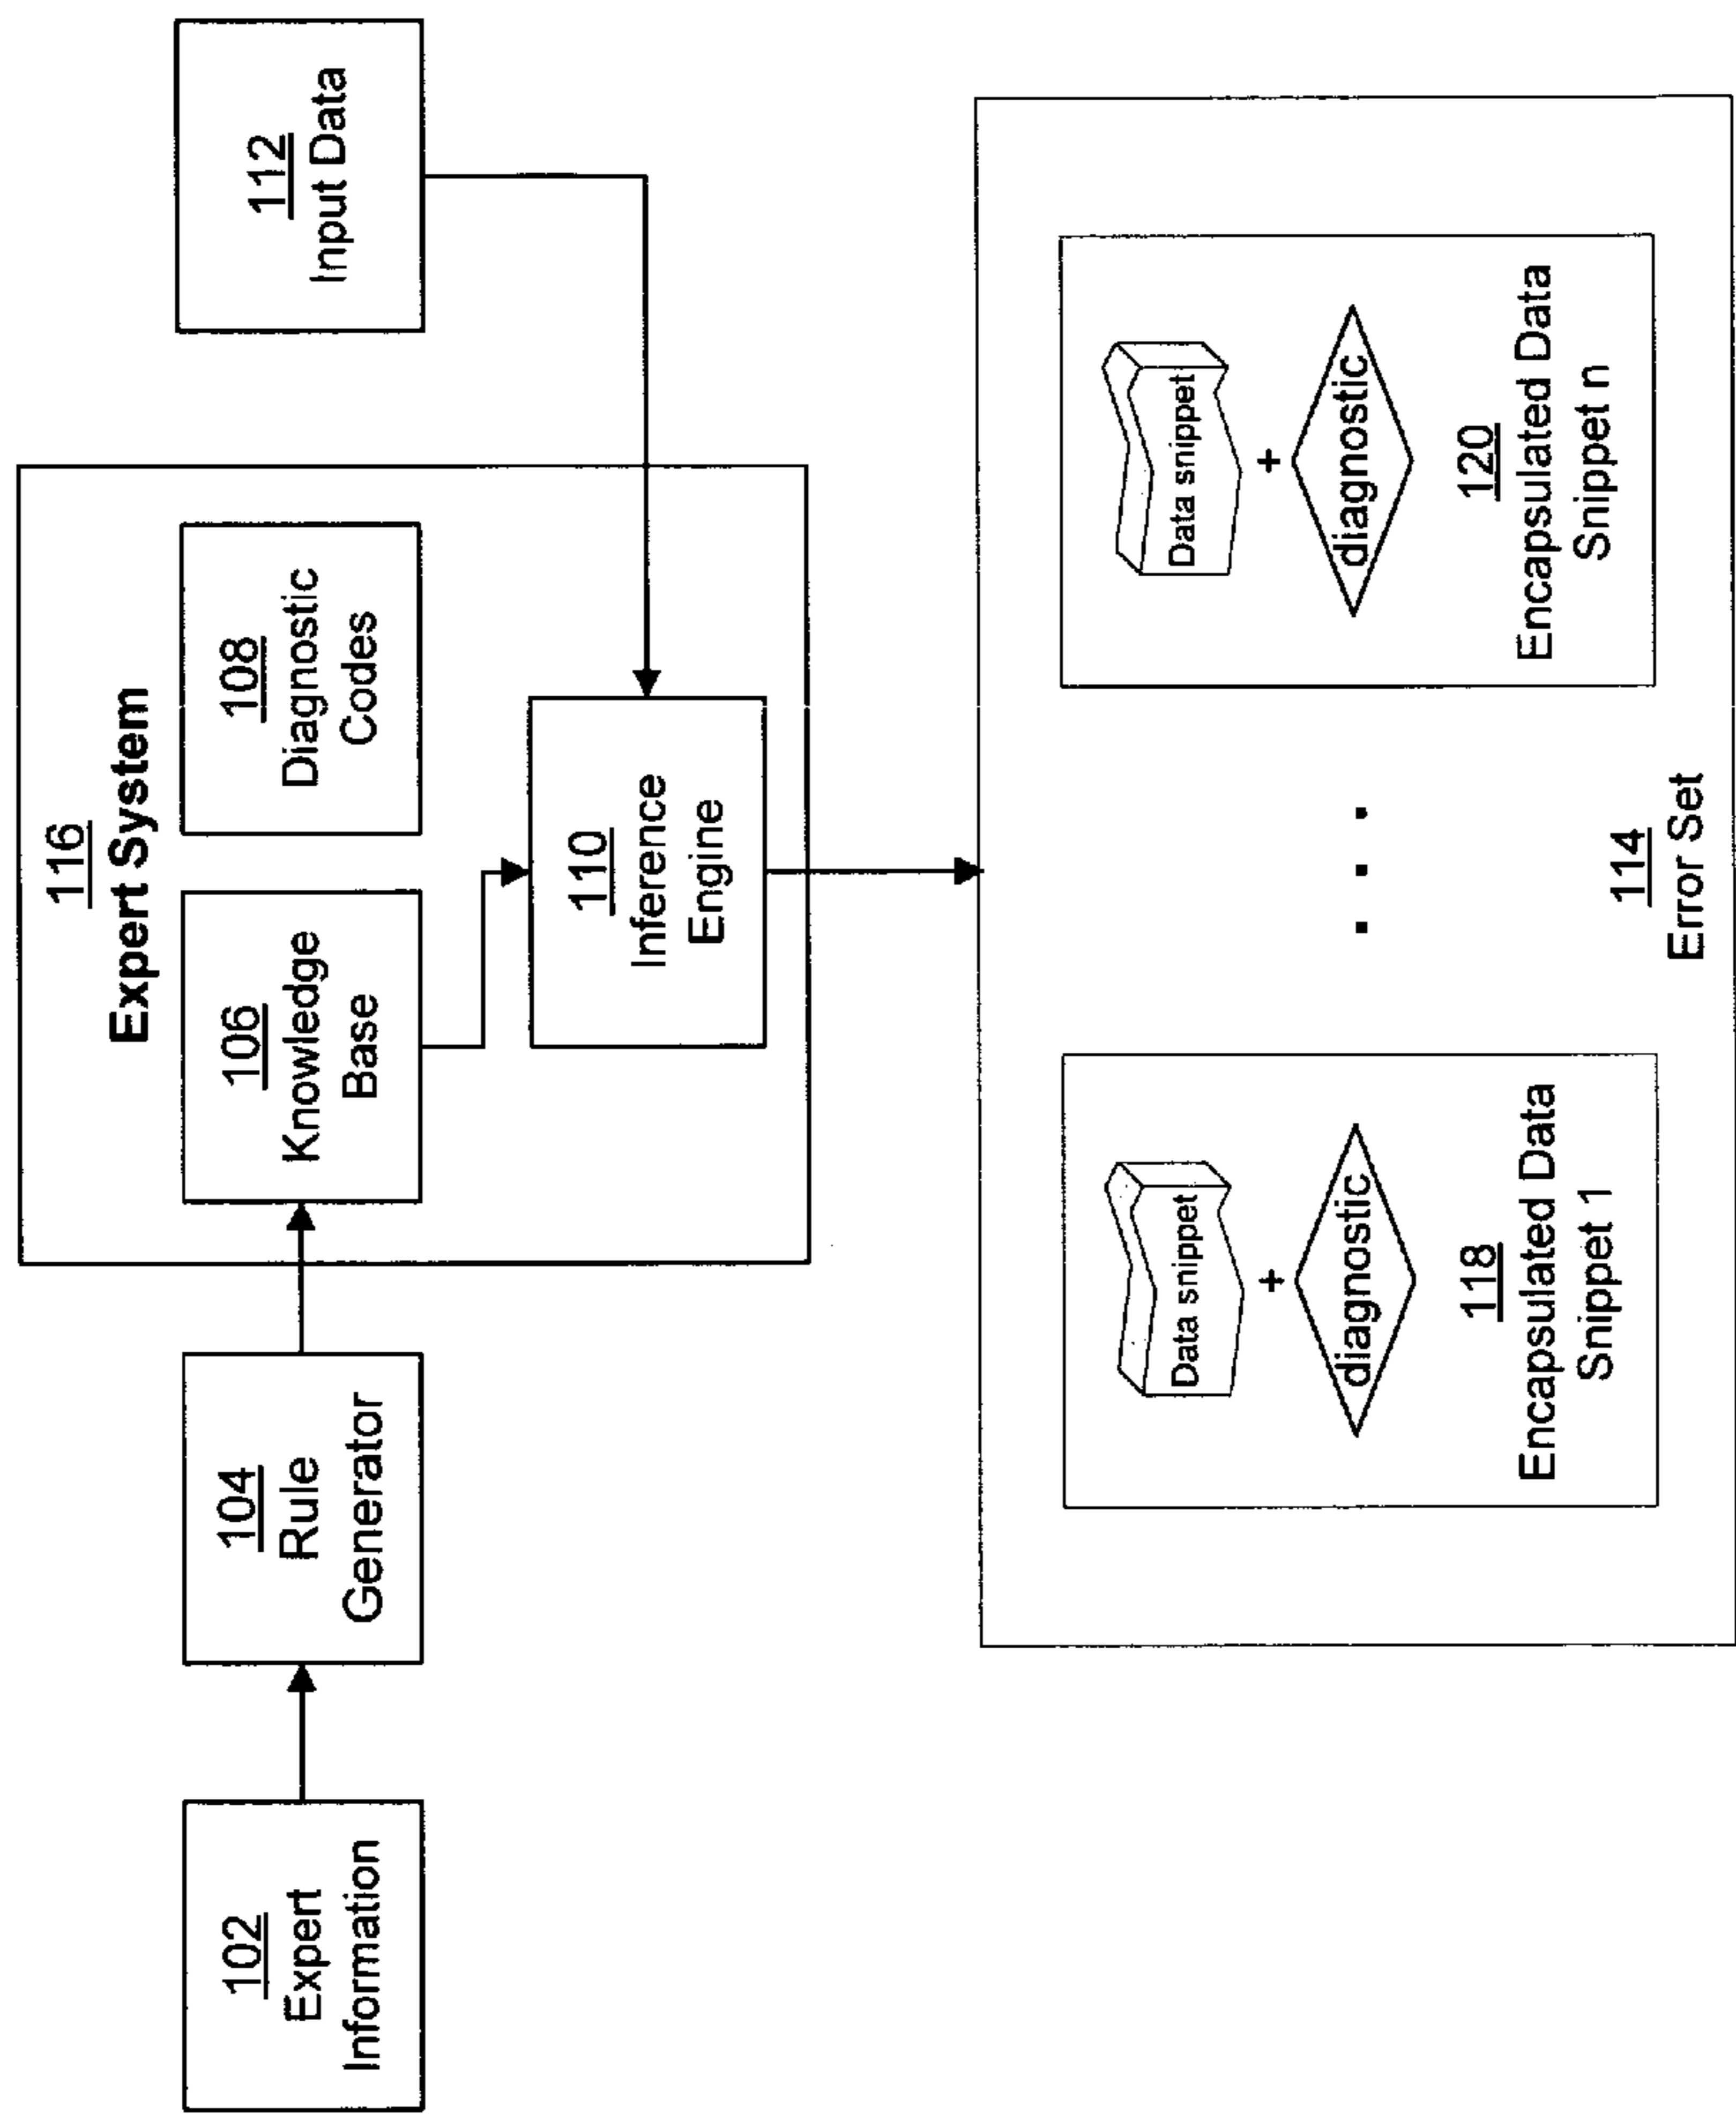 116
Expert System
102
Expert
Information
104
Rule
Generator
106
Knowledge
Base
108
Diagnostic
Codes
112
Input Data
110
Inference
Engine
Data snippet
+
diagnostic
118
Encapsulated Data
Snippet 1
. . .
Data snippet
+
diagnostic
120
Encapsulated Data
Snippet n
114
Error Set